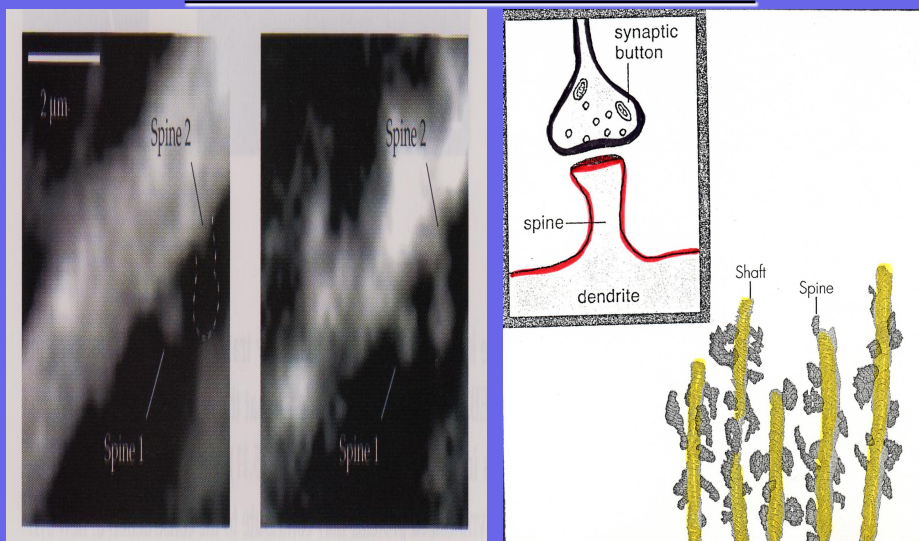 2 µm
Spine 2
Spine 1
Spine 2
Spine 1
synaptic
button
spine
dendrite
Shaft
Spine